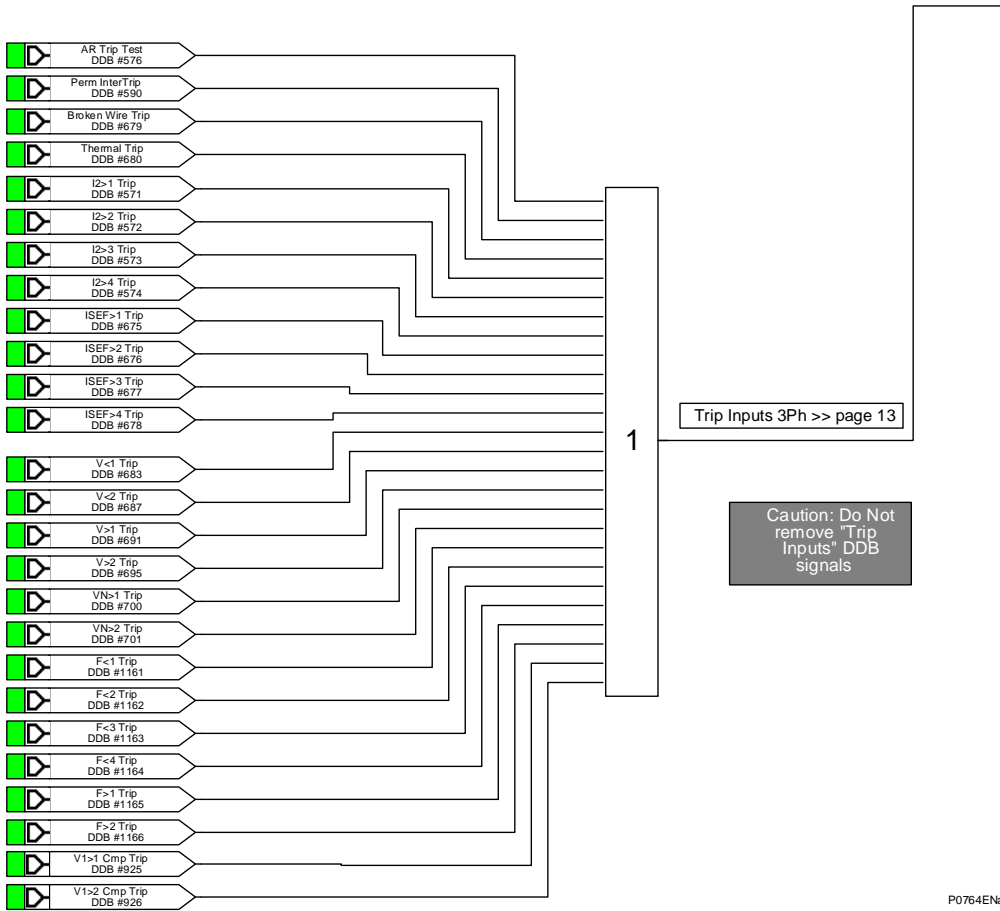 AR Trip Test
DDB #576
Perm InterTrip
DDB #590
Broken Wire Trip
DDB #679
Thermal Trip
DDB #680
I2>1 Trip
DDB #571
I2>2 Trip
DDB #572
I2>3 Trip
DDB #573
I2>4 Trip
DDB #574
ISEF>1 Trip
DDB #675
ISEF>2 Trip
DDB #676
ISEF>3 Trip
DDB #677
ISEF>4 Trip
DDB #678
V<1 Trip
DDB #683
V<2 Trip
DDB #687
V>1 Trip
DDB #691
V>2 Trip
DDB #695
VN>1 Trip
DDB #700
VN>2 Trip
DDB #701
F<1 Trip
DDB #1161
F<2 Trip
DDB #1162
F<3 Trip
DDB #1163
F<4 Trip
DDB #1164
F>1 Trip
DDB #1165
F>2 Trip
DDB #1166
V1>1 Cmp Trip
DDB #925
V1>2 Cmp Trip
DDB #926
1
Trip Inputs 3Ph >> page 13
Caution: Do Not
remove "Trip
Inputs" DDB
signals
P0764ENa